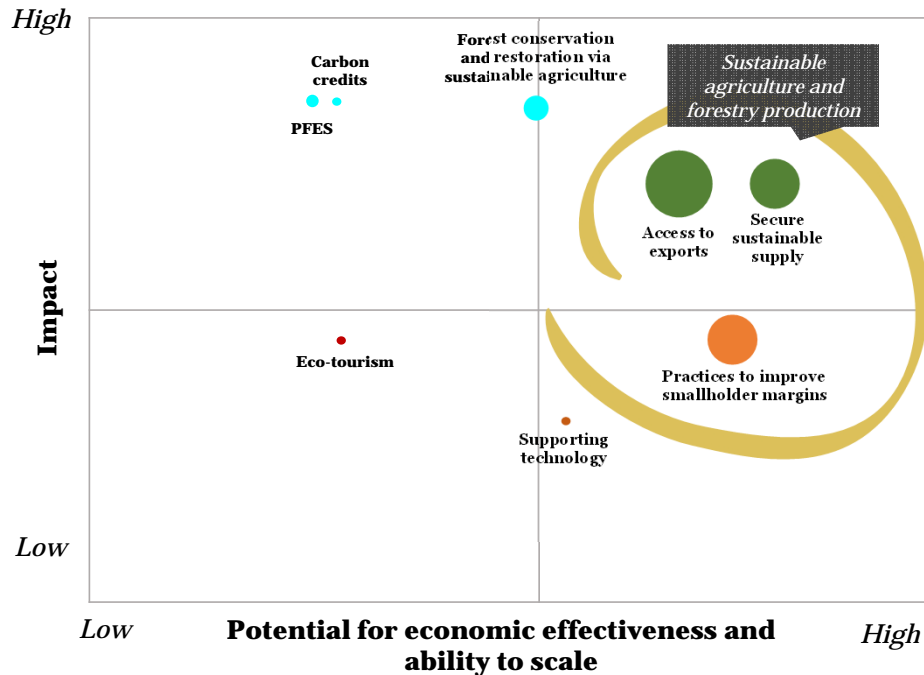 High
Carbon
credits
PFES
Forest conservation
and restoration via
sustainable agriculture
Sustainable
agriculture and
forestry production
Access to
exports
Secure
sustainable
supply
Impact
Eco-tourism
Practices to improve
smallholder margins
Supporting
technology
Low
Low
Potential for economic effectiveness and
ability to scale
High